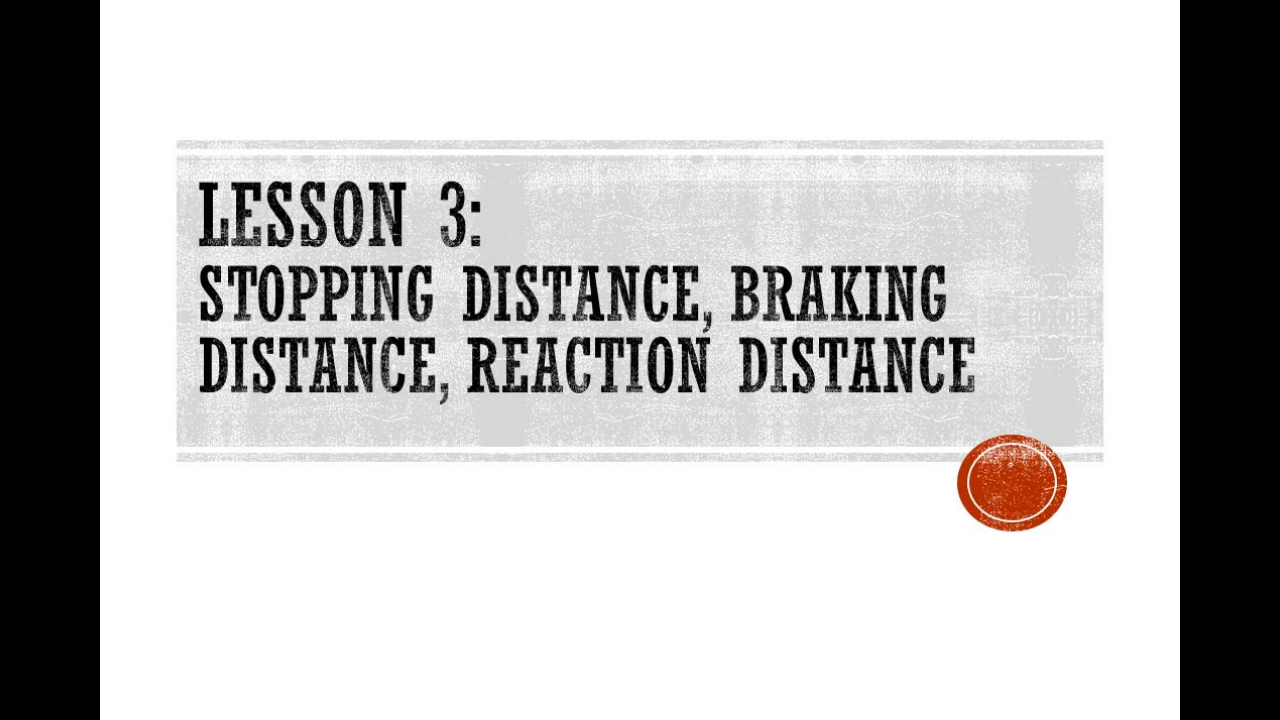 LESSON 3:
STOPPING DISTANCE, BRAKING
DISTANCE, REACTION DISTANCE